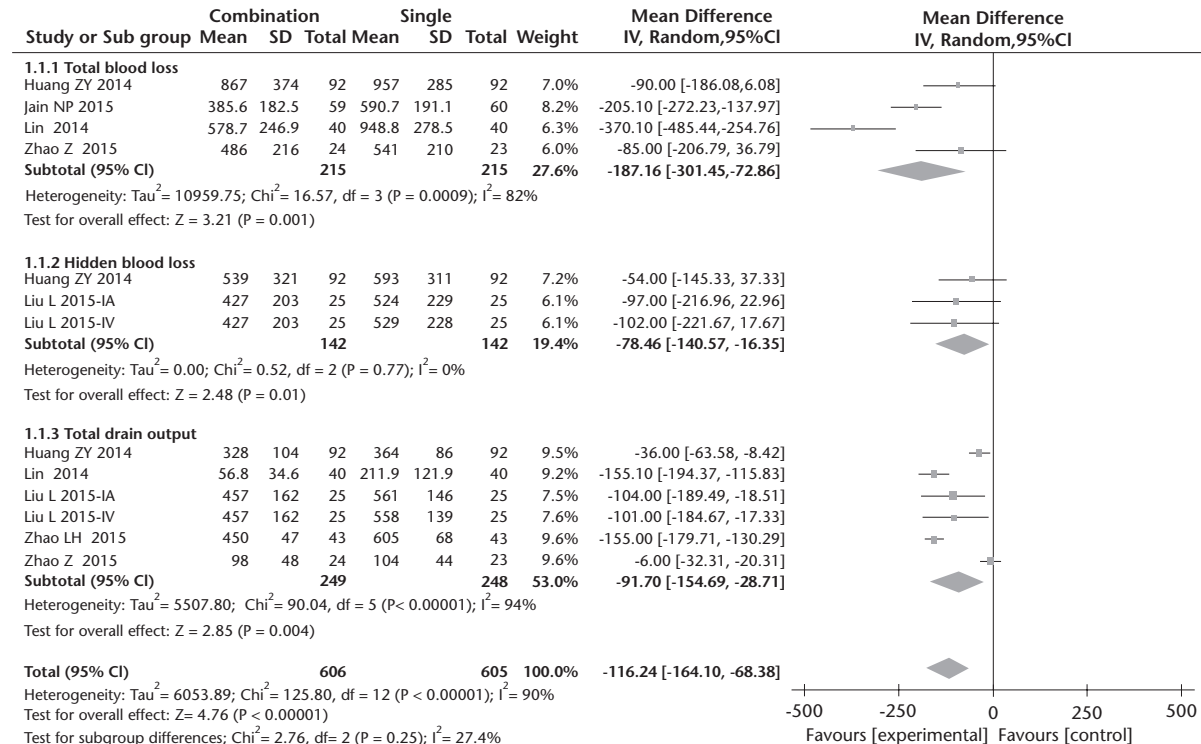 Combination Single Mean Difference Mean Difference
Study or Sub group Mean SD Total Mean SD Total Weight IV, Random,95%CI IV, Random,95%CI
1.1.1 Total blood loss
Huang ZY 2014 867 374 92 957 285 92 7.0% -90.00 [-186.08,6.08]
Jain NP 2015 385.6 182.5 59 590.7 191.1 60 8.2% -205.10 [-272.23,-137.97]
Lin 2014 578.7 246.9 40 948.8 278.5 40 6.3% -370.10 [-485.44,-254.76]
Zhao Z 2015 486 216 24 541 210 23 6.0% -85.00 [-206.79, 36.79]
Subtotal (95% CI) 215 215 27.6% -187.16 [-301.45,-72.86]
Heterogeneity: Tau²= 10959.75; Chi²= 16.57, df = 3 (P = 0.0009); I²= 82%
Test for overall effect: Z = 3.21 (P = 0.001)
1.1.2 Hidden blood loss
Huang ZY 2014 539 321 92 593 311 92 7.2% -54.00 [-145.33, 37.33]
Liu L 2015-IA 427 203 25 524 229 25 6.1% -97.00 [-216.96, 22.96]
Liu L 2015-IV 427 203 25 529 228 25 6.1% -102.00 [-221.67, 17.67]
Subtotal (95% CI) 142 142 19.4% -78.46 [-140.57, -16.35]
Heterogeneity: Tau²= 0.00; Chi²= 0.52, df = 2 (P = 0.77); I²= 0%
Test for overall effect: Z = 2.48 (P = 0.01)
1.1.3 Total drain output
Huang ZY 2014 328 104 92 364 86 92 9.5% -36.00 [-63.58, -8.42]
Lin 2014 56.8 34.6 40 211.9 121.9 40 9.2% -155.10 [-194.37, -115.83]
Liu L 2015-IA 457 162 25 561 146 25 7.5% -104.00 [-189.49, -18.51]
Liu L 2015-IV 457 162 25 558 139 25 7.6% -101.00 [-184.67, -17.33]
Zhao LH 2015 450 47 43 605 68 43 9.6% -155.00 [-179.71, -130.29]
Zhao Z 2015 98 48 24 104 44 23 9.6% -6.00 [-32.31, -20.31]
Subtotal (95% CI) 249 248 53.0% -91.70 [-154.69, -28.71]
Heterogeneity: Tau²= 5507.80; Chi²= 90.04, df = 5 (P< 0.00001); I²= 94%
Test for overall effect: Z = 2.85 (P = 0.004)
Total (95% CI) 606 605 100.0% -116.24 [-164.10, -68.38]
Heterogeneity: Tau²= 6053.89; Chi²= 125.80, df = 12 (P < 0.00001); I²= 90%
Test for overall effect: Z= 4.76 (P < 0.00001)
Test for subgroup differences; Chi²= 2.76, df= 2 (P = 0.25); I²= 27.4%
-500 -250 0 250 500
Favours [experimental] Favours [control]